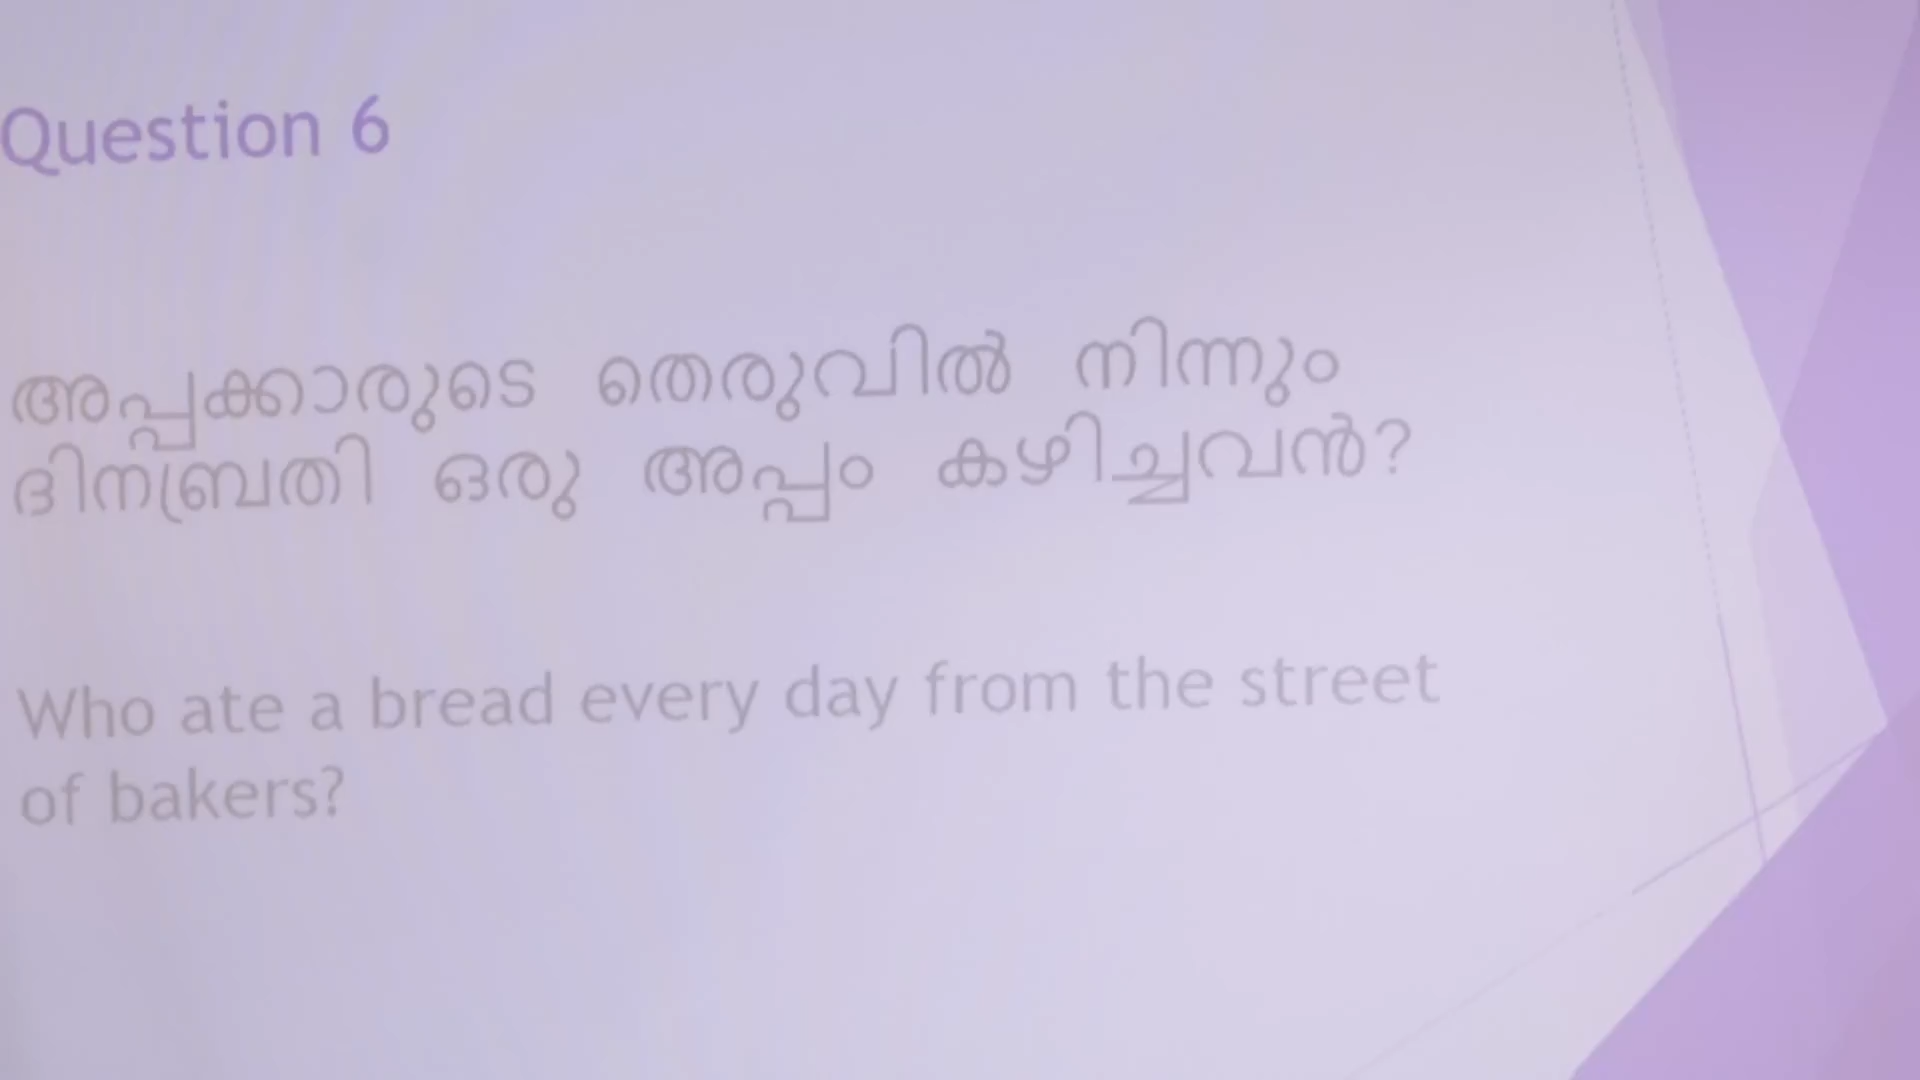 Question 6
അപ്പക്കാരുടെ തെരുവിൽ നിന്നും
ദിനബ്രതി ഒരു അപ്പം കഴിച്ചവൻ?
Who ate a bread every day from the street
of bakers?